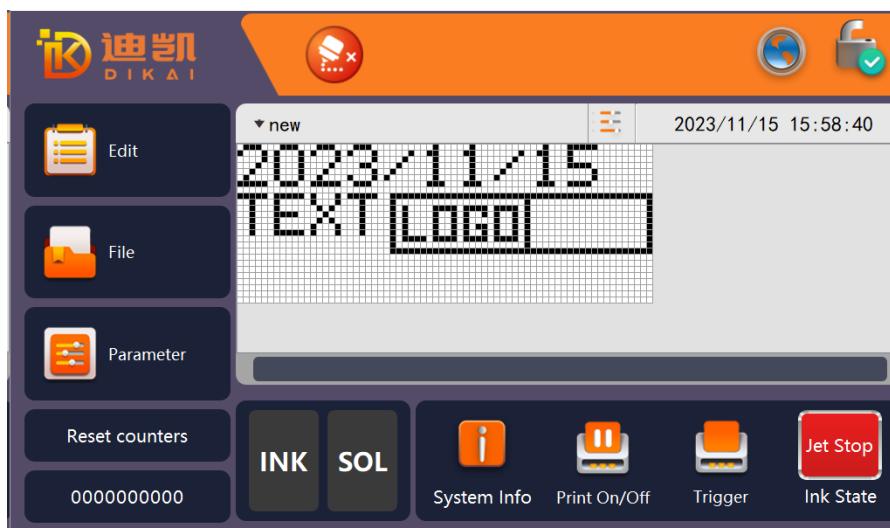 迪凯
DIKAI
Edit
File
Parameter
Reset counters
0000000000
new
2023/11/15 15:58:40
2023/11/15
TEXT LOGO
INK
SOL
System Info
Print On/Off
Trigger
Jet Stop
Ink State